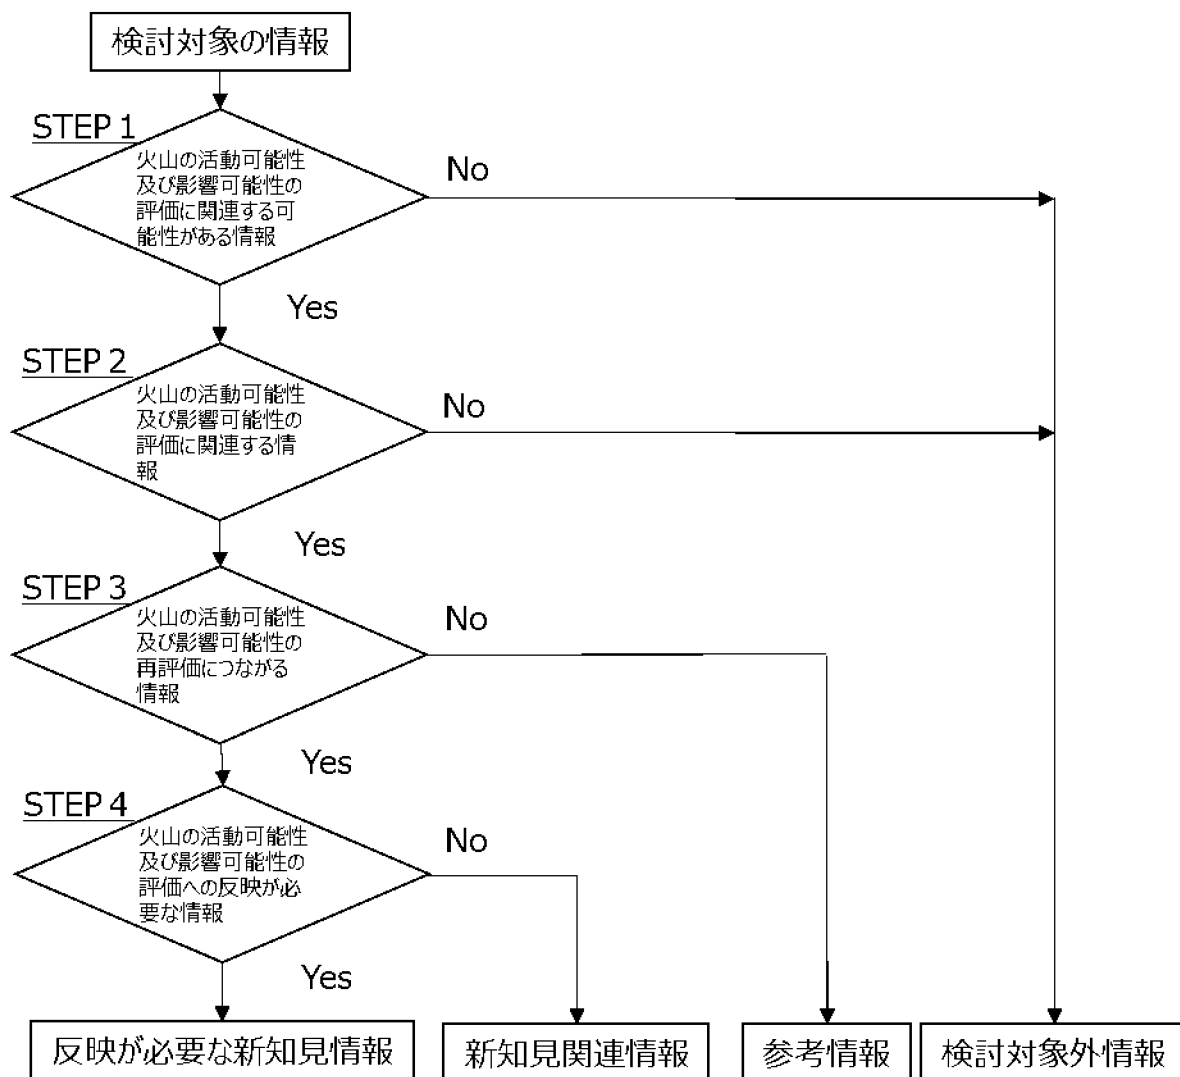 検討対象の情報
STEP 1
火山の活動可能性
及び影響可能性の
評価に関連する可
能性がある情報
No
Yes
STEP 2
火山の活動可能性
及び影響可能性の
評価に関連する情
報
No
Yes
STEP 3
火山の活動可能性
及び影響可能性の
再評価につながる
情報
No
Yes
STEP 4
火山の活動可能性
及び影響可能性の
評価への反映が必
要な情報
No
Yes
反映が必要な新知見情報
新知見関連情報
参考情報
検討対象外情報